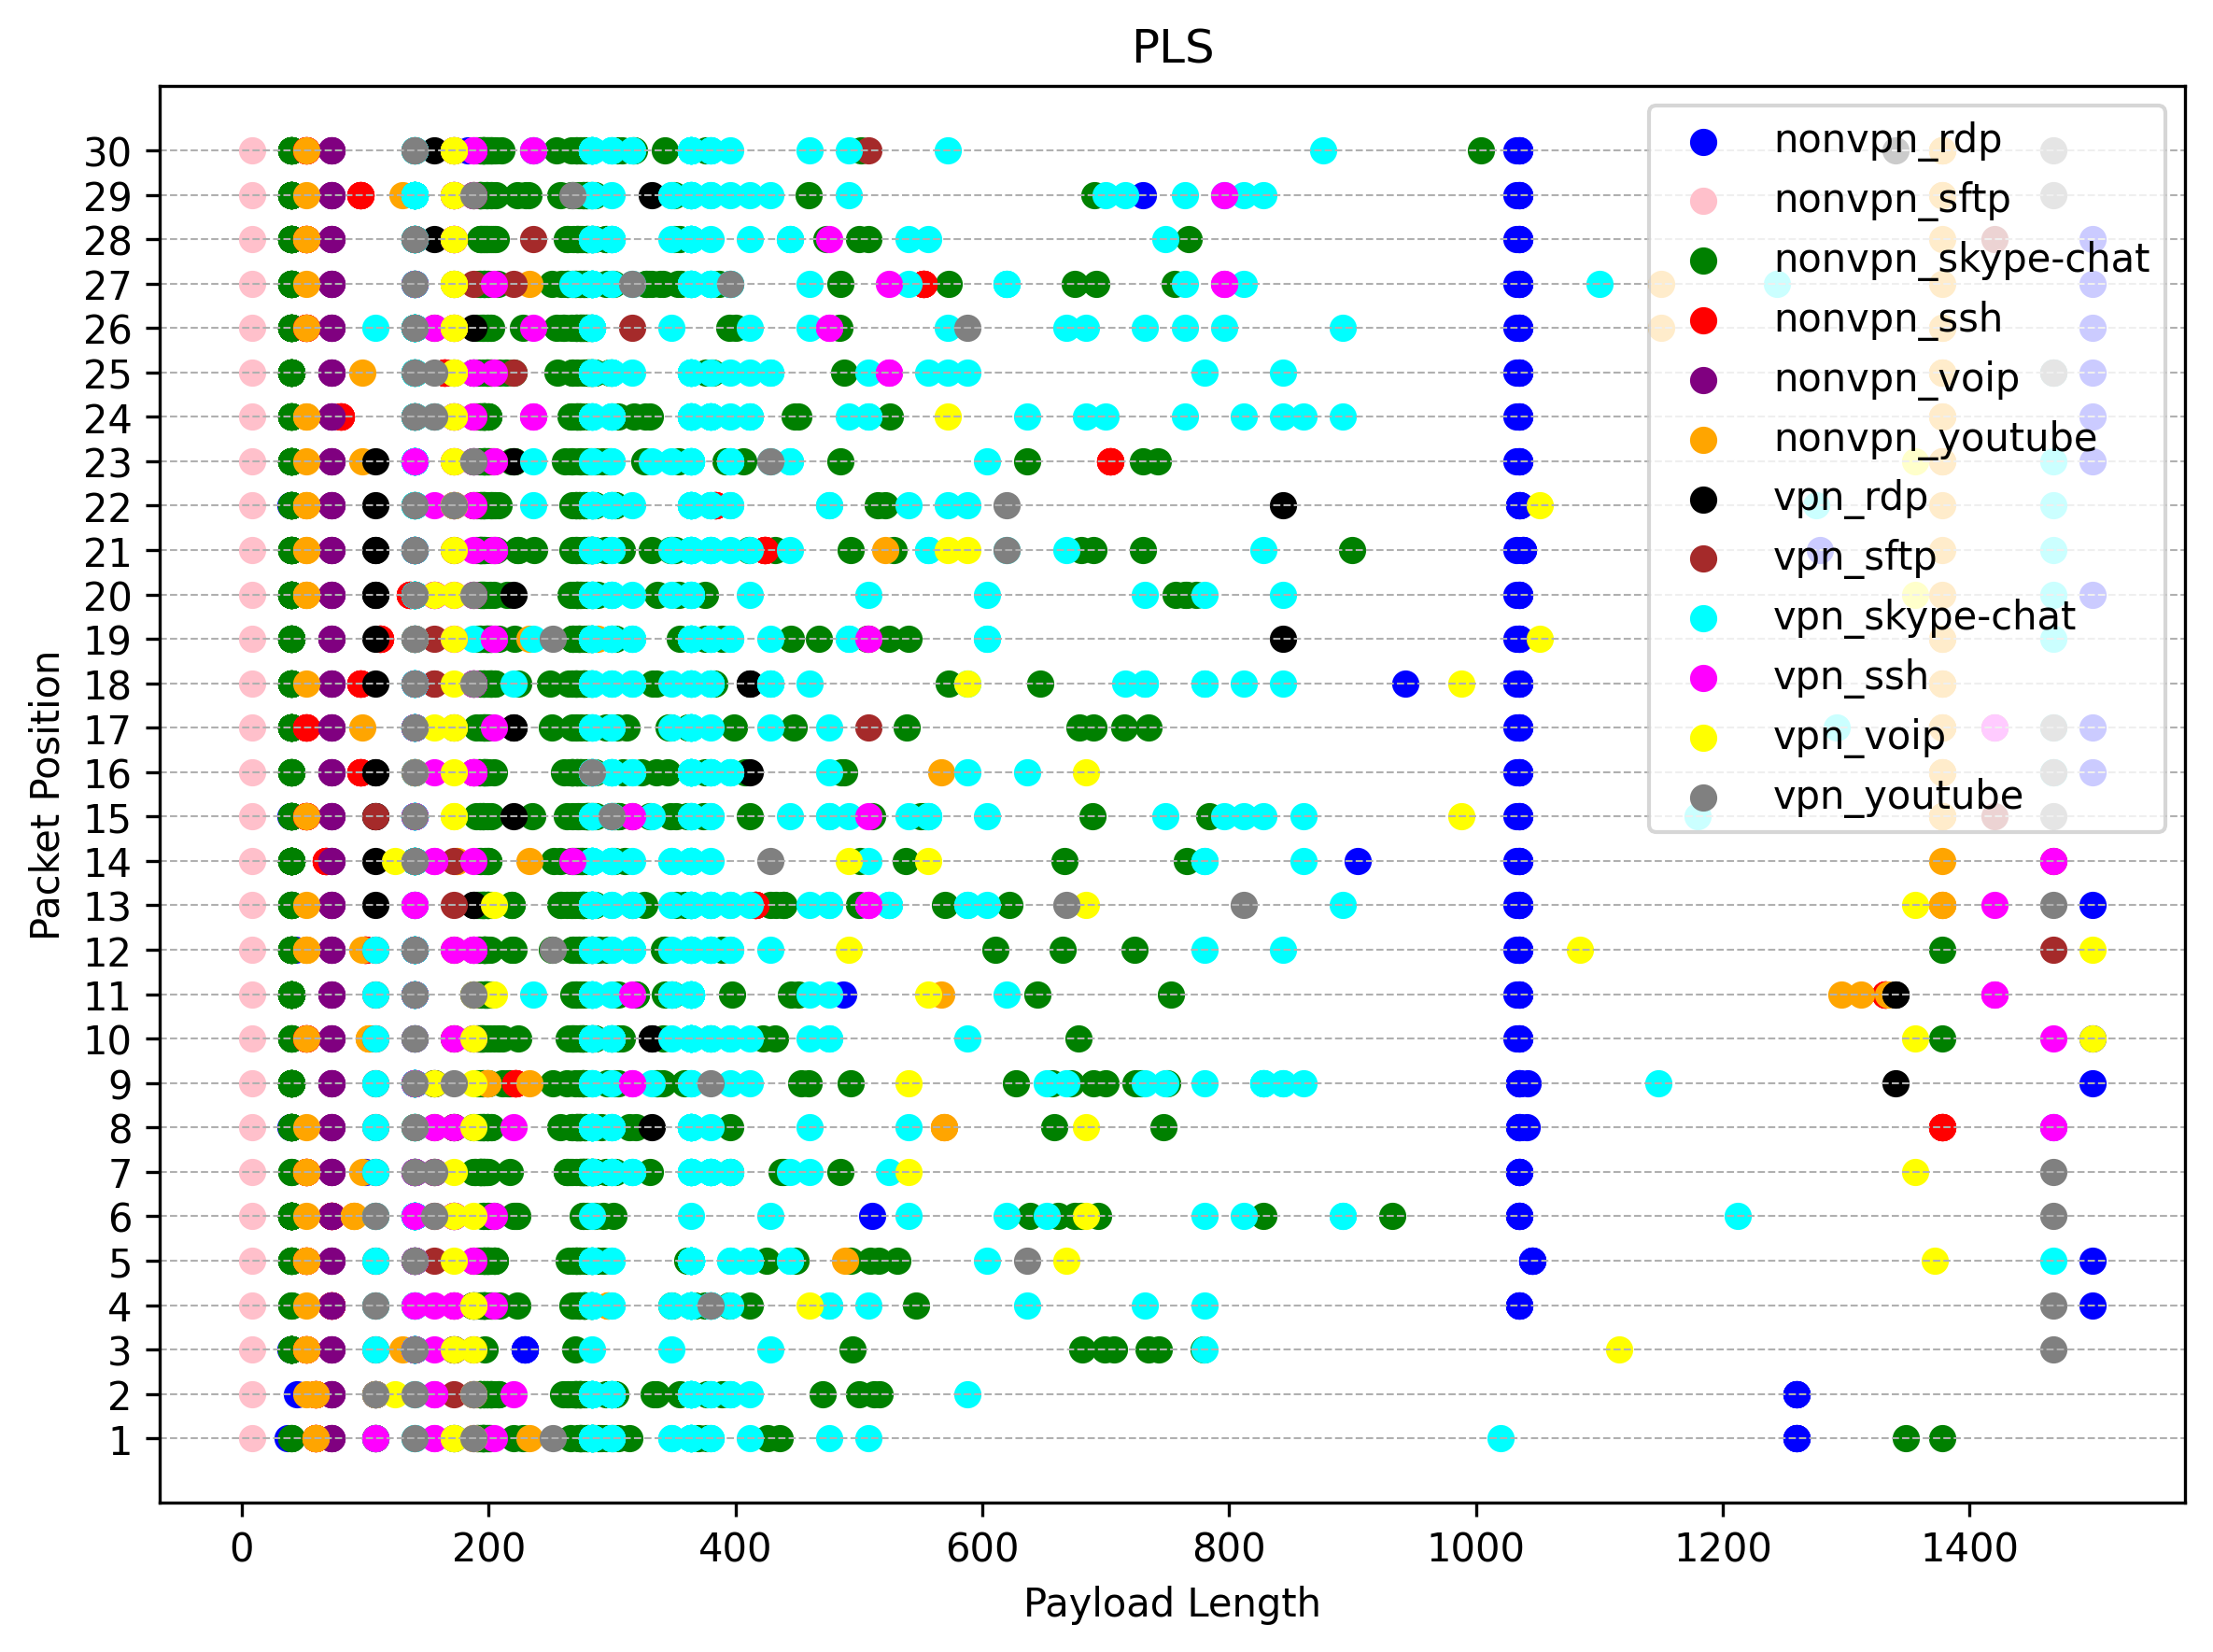 PLS
30
29
28
27
26
25
24
23
22
21
20
19
18
17
16
15
14
13
12
11
10
9
8
7
6
5
4
3
2
1
Packet Position
nonvpn_rdp
nonvpn_sftp
nonvpn_skype-chat
nonvpn_ssh
nonvpn_voip
nonvpn_youtube
vpn_rdp
vpn_sftp
vpn_skype-chat
vpn_ssh
vpn_voip
vpn_youtube
0 200 400 600 800 1000 1200 1400
Payload Length